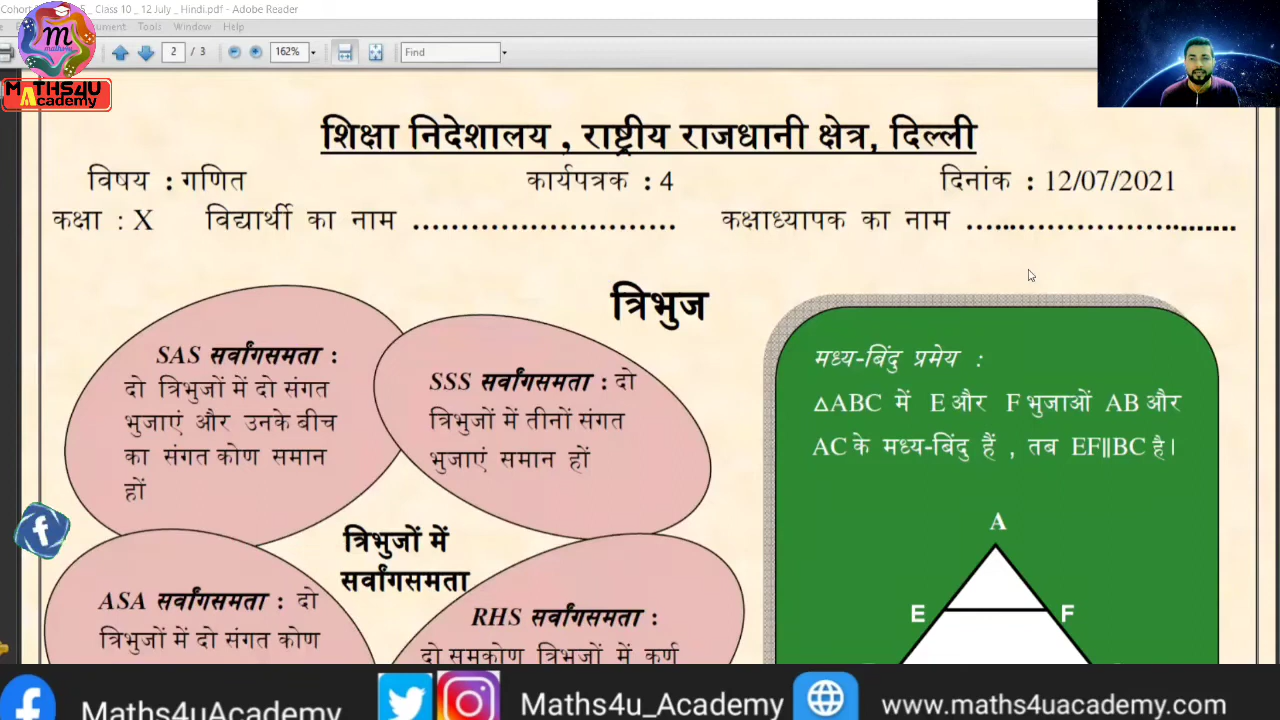 Cohort
_ Class 10 _ 12 July _ Hindi.pdf - Adobe Reader
Tools Window Help
2 / 3 162% Find
m
maths4u
MATHS4U
Academy
शिक्षा निदेशालय , राष्ट्रीय राजधानी क्षेत्र, दिल्ली
विषय : गणित कार्यपत्रक : 4 दिनांक : 12/07/2021
कक्षा : X विद्यार्थी का नाम ........................... कक्षाध्यापक का नाम ............................
त्रिभुज
SAS सर्वांगसमता :
दो त्रिभुजों में दो संगत
भुजाएं और उनके बीच
का संगत कोण समान
हों
SSS सर्वांगसमता : दो
त्रिभुजों में तीनों संगत
भुजाएं समान हों
मध्य-बिंदु प्रमेय :
△ABC में E और F भुजाओं AB और
AC के मध्य-बिंदु हैं , तब EF∥BC है।
त्रिभुजों में
सर्वांगसमता
ASA सर्वांगसमता : दो
त्रिभुजों में दो संगत कोण
RHS सर्वांगसमता :
दो समकोण त्रिभुजों में कर्ण
A
E F
Maths4uAcademy
Maths4u_Academy
www.maths4uacademy.com